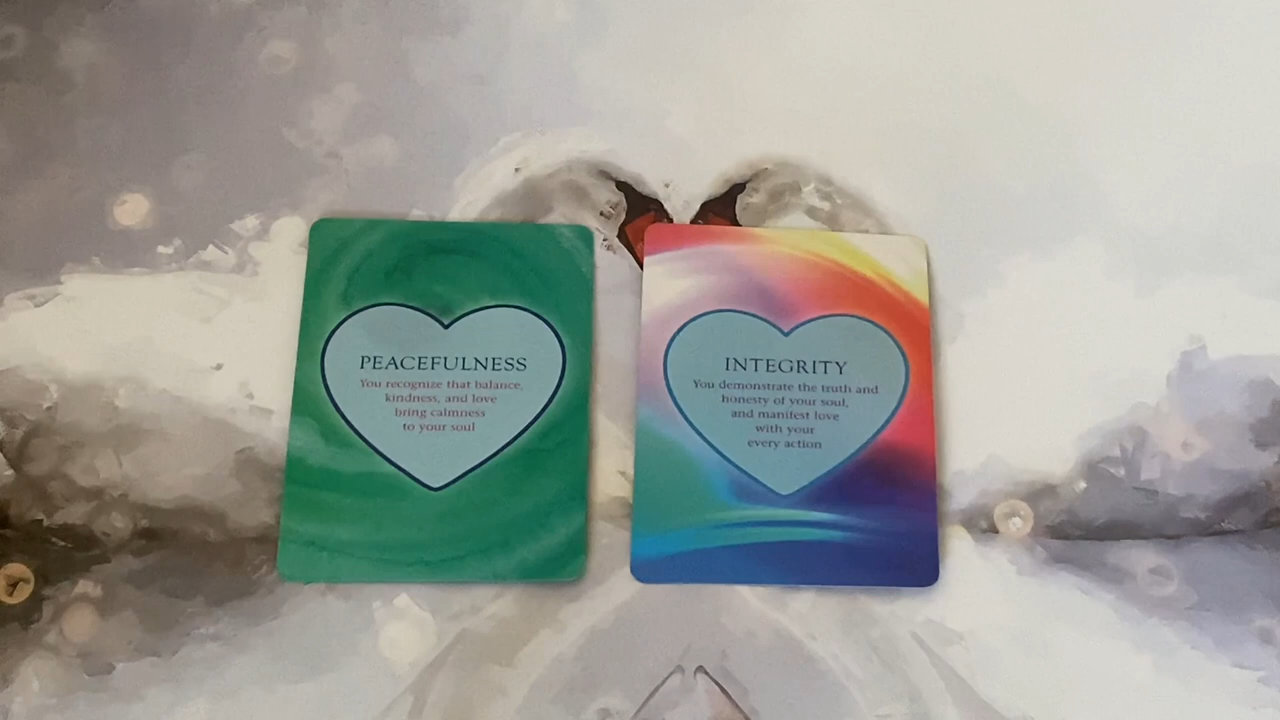 PEACEFULNESS
You recognize that balance,
kindness, and love
bring calmness
to your soul
INTEGRITY
You demonstrate the truth and
honesty of your soul,
and manifest love
with your
every action